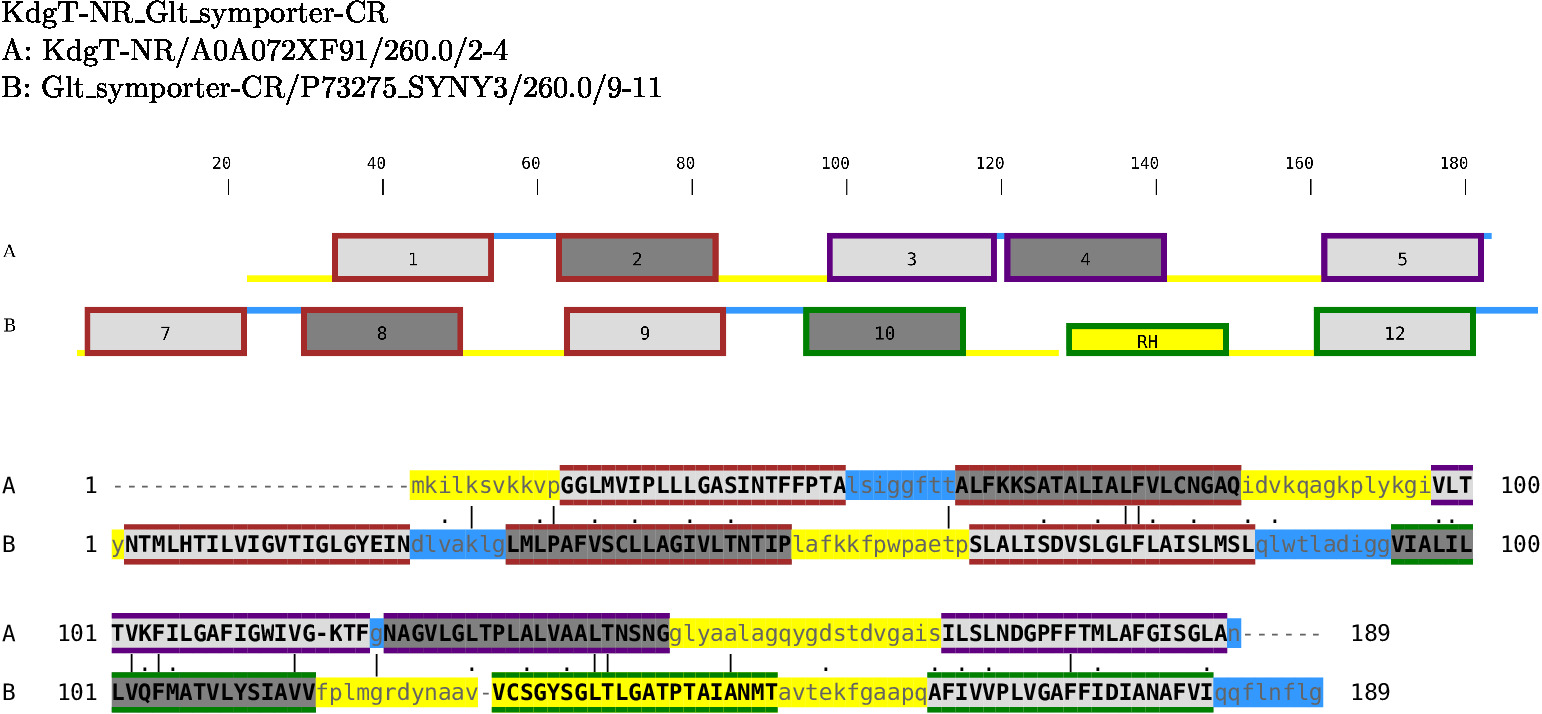 KdgT-NR_Glt_symporter-CR
A: KdgT-NR/A0A072XF91/260.0/2-4
B: Glt_symporter-CR/P73275_SYNY3/260.0/9-11
20 40 60 80 100 120 140 160 180
A 1 2 3 4 5
B 7 8 9 10 RH 12
A 1 ----------------------mkilksvkkvpGGLMVIPLLLGASINTFFPTAlsiggfttALFKKSATALIALFVLCNGAQidvkqagkplykgiVLT 100
B 1 yNTMLHTILVIGVTIGLGYEINdlvaklgLMLPAFVSCLLAGIVLTNTIPlafkkfpwpaetpSLALISDVSLGLFLAISLMSLqlwtladiggVIALIL 100
A 101 TVKFILGAFIGWIVG-KTFgNAGVLGLTPLALVAALTNSNGglyaalagqygdstdvgaisILSLNDGPFFTMLAFGISGLAn------ 189
B 101 LVQFMATVLYSIAVVfplmgrdynaav-VCSGYSGLTLGATPTAIANMTavtekfgaapqAFIVVPLVGAFFIDIANAFVIqqflnflg 189